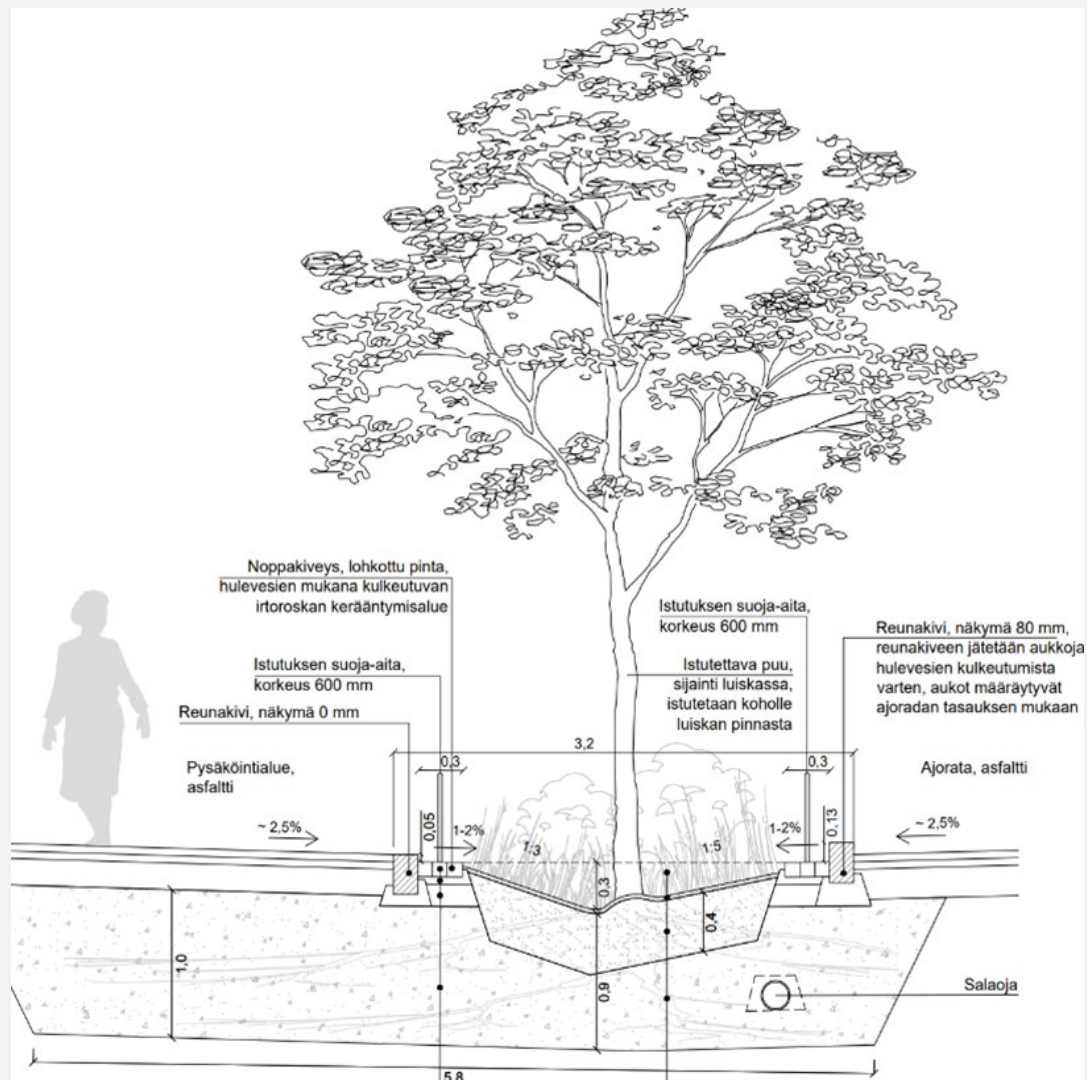 Noppakiveys, lohkottu pinta,
hulevesien mukana kulkeutuvan
irtoroskan kerääntymisalue
Istutuksen suoja-aita,
korkeus 600 mm
Reunakivi, näkymä 0 mm
Istutuksen suoja-aita,
korkeus 600 mm
Istutettava puu,
sijainti luiskassa,
istutetaan koholle
luiskan pinnasta
Reunakivi, näkymä 80 mm,
reunakiveen jätetään aukkoja
hulevesien kulkeutumista
varten, aukot määräytyvät
ajoradan tasauksen mukaan
3,2
0,3
0,3
Pysäköintialue,
asfaltti
Ajorata, asfaltti
~ 2,5%
0,05
1-2%
1:3
1:5
1-2%
0,13
~ 2,5%
0,3
0,4
1,0
0,9
Salaoja
5,8